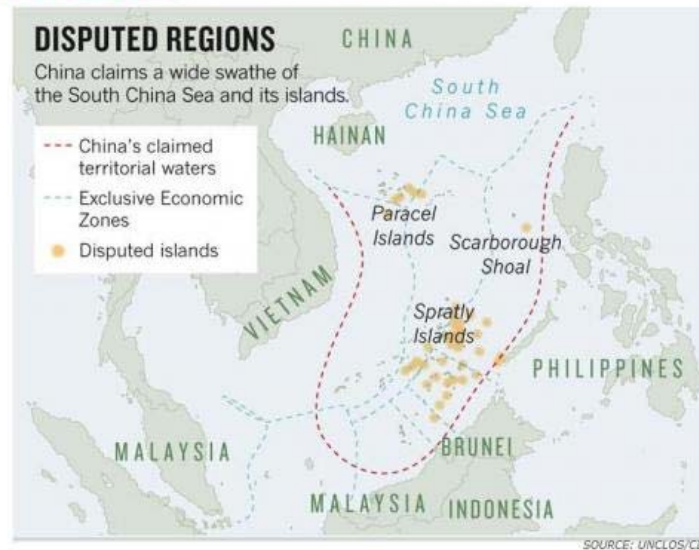 DISPUTED REGIONS
China claims a wide swathe of
the South China Sea and its islands.
China's claimed
territorial waters
Exclusive Economic
Zones
Disputed islands
CHINA
South
China Sea
HAINAN
Paracel
Islands
Scarborough
Shoal
VIETNAM
Spratly
Islands
PHILIPPINES
MALAYSIA
BRUNEI
MALAYSIA
INDONESIA
SOURCE: UNCLOS/